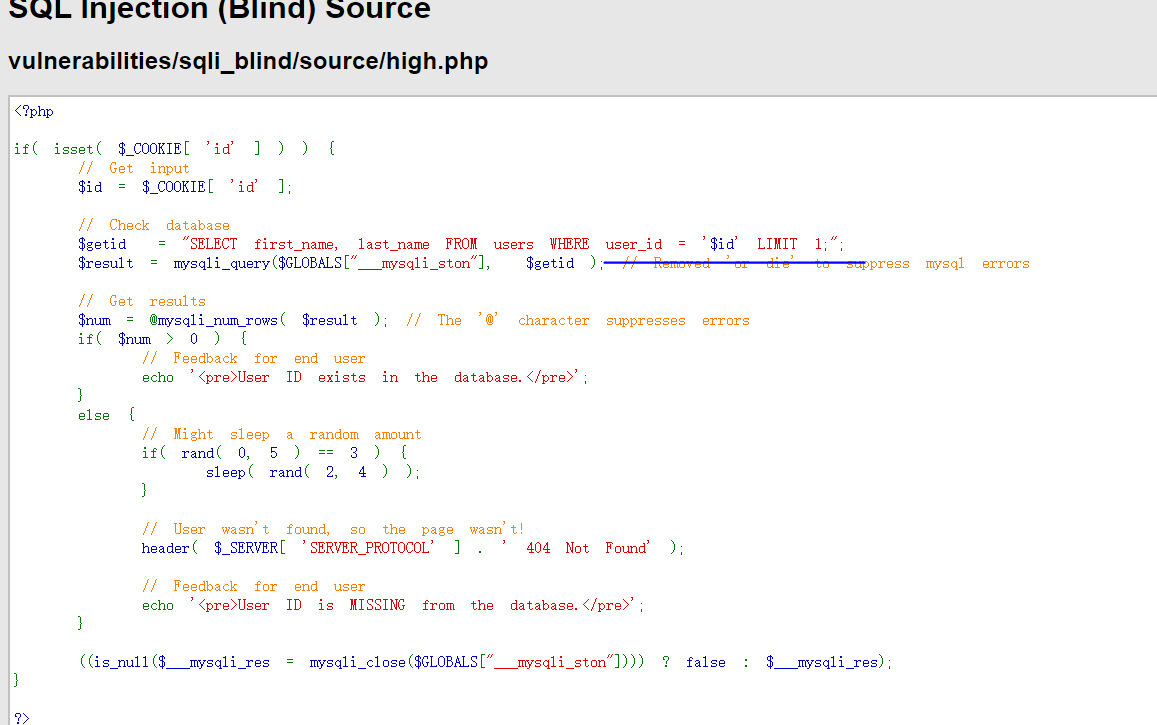 SQL Injection (Blind) Source
vulnerabilities/sqli_blind/source/high.php
<?php
if( isset( $_COOKIE[ 'id' ] ) ) {
// Get input
$id = $_COOKIE[ 'id' ];
// Check database
$getid = "SELECT first_name, last_name FROM users WHERE user_id = '$id' LIMIT 1;";
$result = mysqli_query($GLOBALS["___mysqli_ston"], $getid ); // Removed 'or die' to suppress mysql errors
// Get results
$num = @mysqli_num_rows( $result ); // The '@' character suppresses errors
if( $num > 0 ) {
// Feedback for end user
echo '<pre>User ID exists in the database.</pre>';
}
else {
// Might sleep a random amount
if( rand( 0, 5 ) == 3 ) {
sleep( rand( 2, 4 ) );
}
// User wasn't found, so the page wasn't!
header( $_SERVER[ 'SERVER_PROTOCOL' ] . ' 404 Not Found' );
// Feedback for end user
echo '<pre>User ID is MISSING from the database.</pre>';
}
((is_null($___mysqli_res = mysqli_close($GLOBALS["___mysqli_ston"]))) ? false : $___mysqli_res);
}
?>